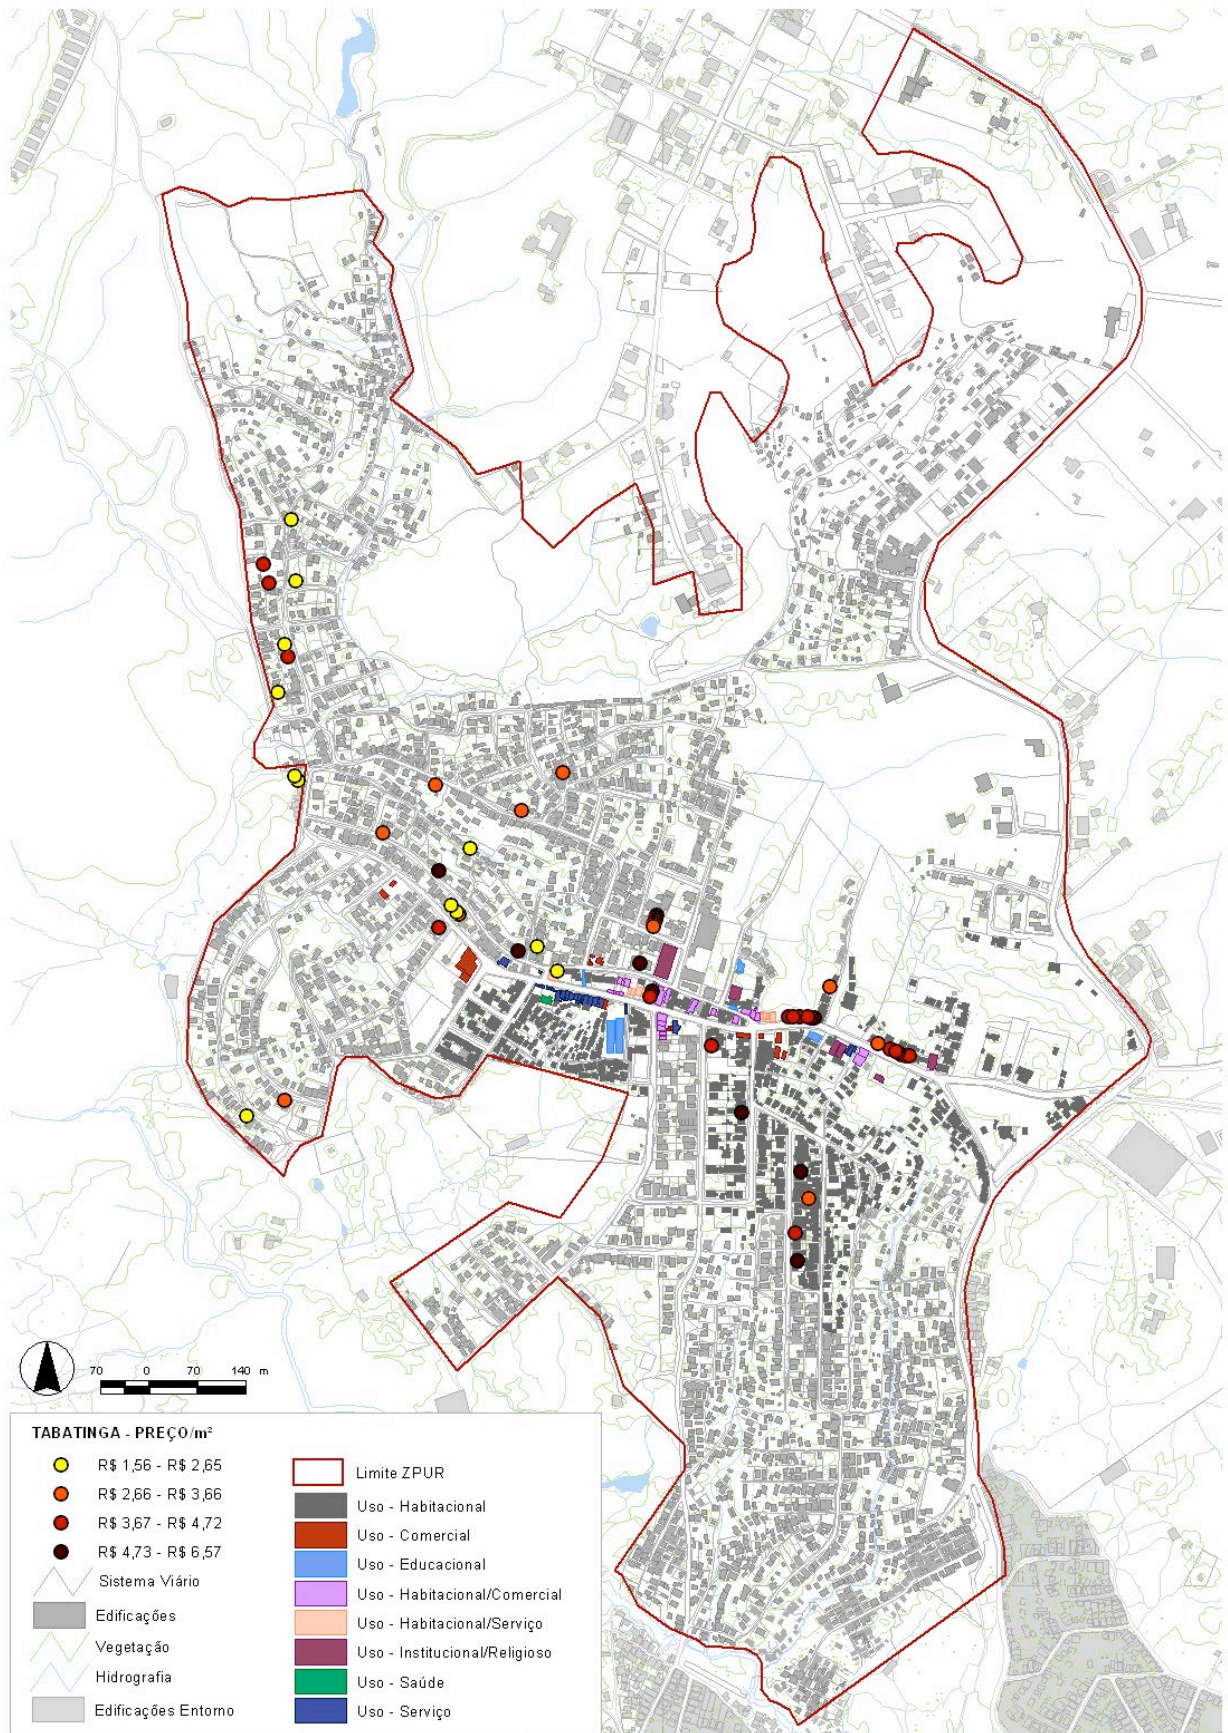 70 0 70 140 m
TABATINGA - PREÇO/m²
R$ 1,56 - R$ 2,65
R$ 2,66 - R$ 3,66
R$ 3,67 - R$ 4,72
R$ 4,73 - R$ 6,57
Sistema Viário
Edificações
Vegetação
Hidrografia
Edificações Entorno
Limite ZPUR
Uso - Habitacional
Uso - Comercial
Uso - Educacional
Uso - Habitacional/Comercial
Uso - Habitacional/Serviço
Uso - Institucional/Religioso
Uso - Saúde
Uso - Serviço